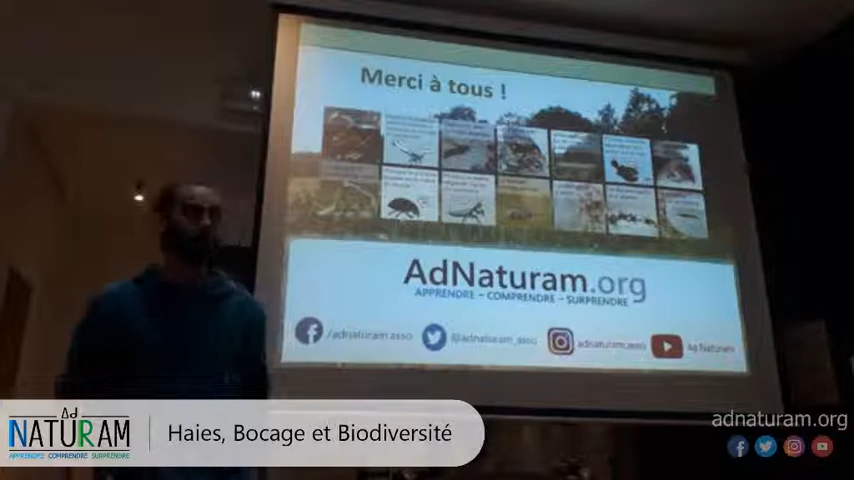 Merci à tous !
AdNaturam.org
APPRENDRE – COMPRENDRE – SURPRENDRE
/adnaturam.asso
@adnaturam_asso
adnaturam.asso
Ad Naturam
Ad
NATURAM
APPRENDRE COMPRENDRE SURPRENDRE
Haies, Bocage et Biodiversité
adnaturam.org